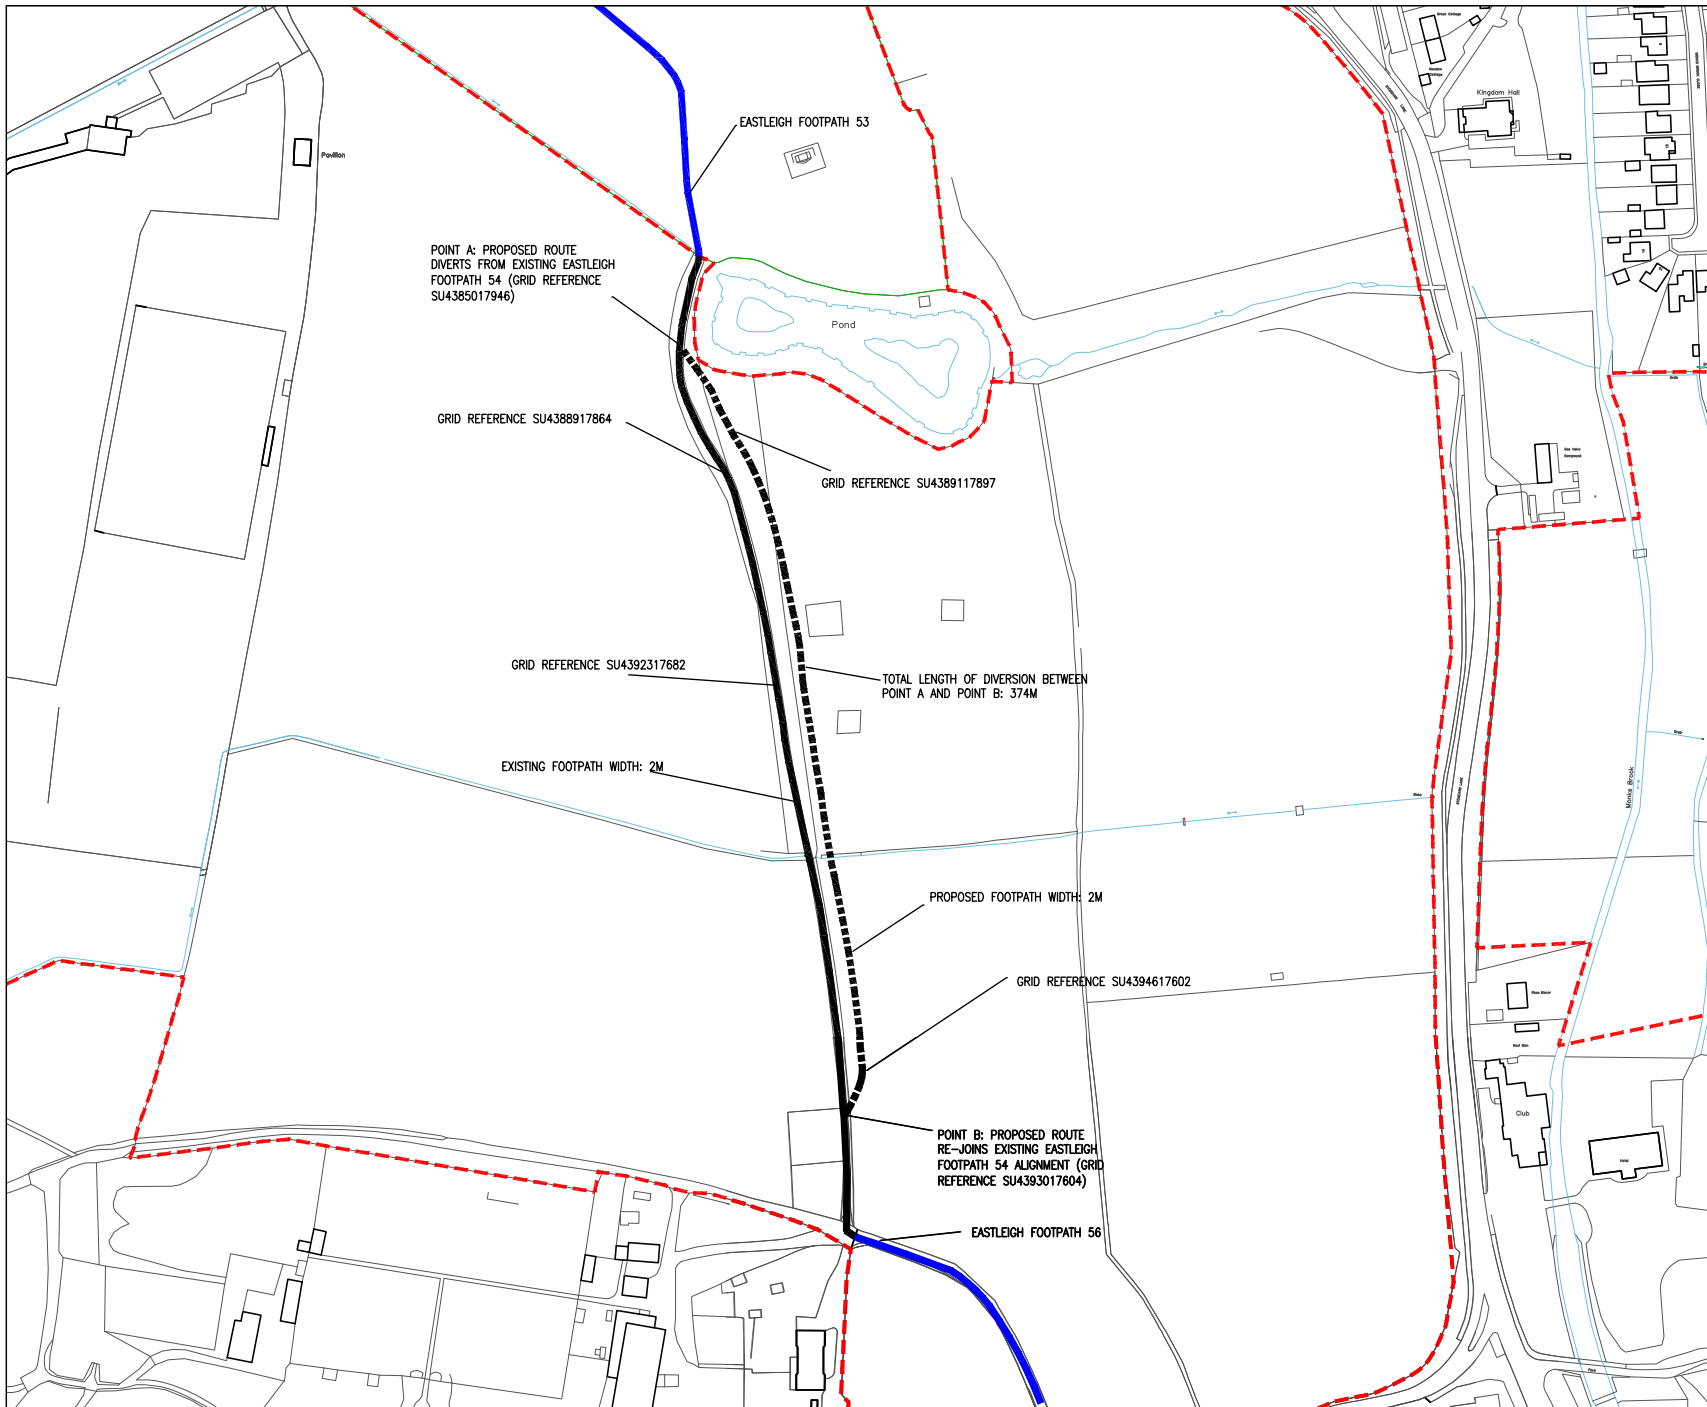 Kingdom Hall
EASTLEIGH FOOTPATH 53
Pavilion
POINT A: PROPOSED ROUTE
DIVERTS FROM EXISTING EASTLEIGH
FOOTPATH 54 (GRID REFERENCE
SU4385017946)
Pond
GRID REFERENCE SU4388917864
GRID REFERENCE SU4389117897
GRID REFERENCE SU4392317682
TOTAL LENGTH OF DIVERSION BETWEEN
POINT A AND POINT B: 374M
EXISTING FOOTPATH WIDTH: 2M
Monks Brook
PROPOSED FOOTPATH WIDTH: 2M
GRID REFERENCE SU4394617602
Club
POINT B: PROPOSED ROUTE
RE-JOINS EXISTING EASTLEIGH
FOOTPATH 54 ALIGNMENT (GRID
REFERENCE SU4393017604)
EASTLEIGH FOOTPATH 56